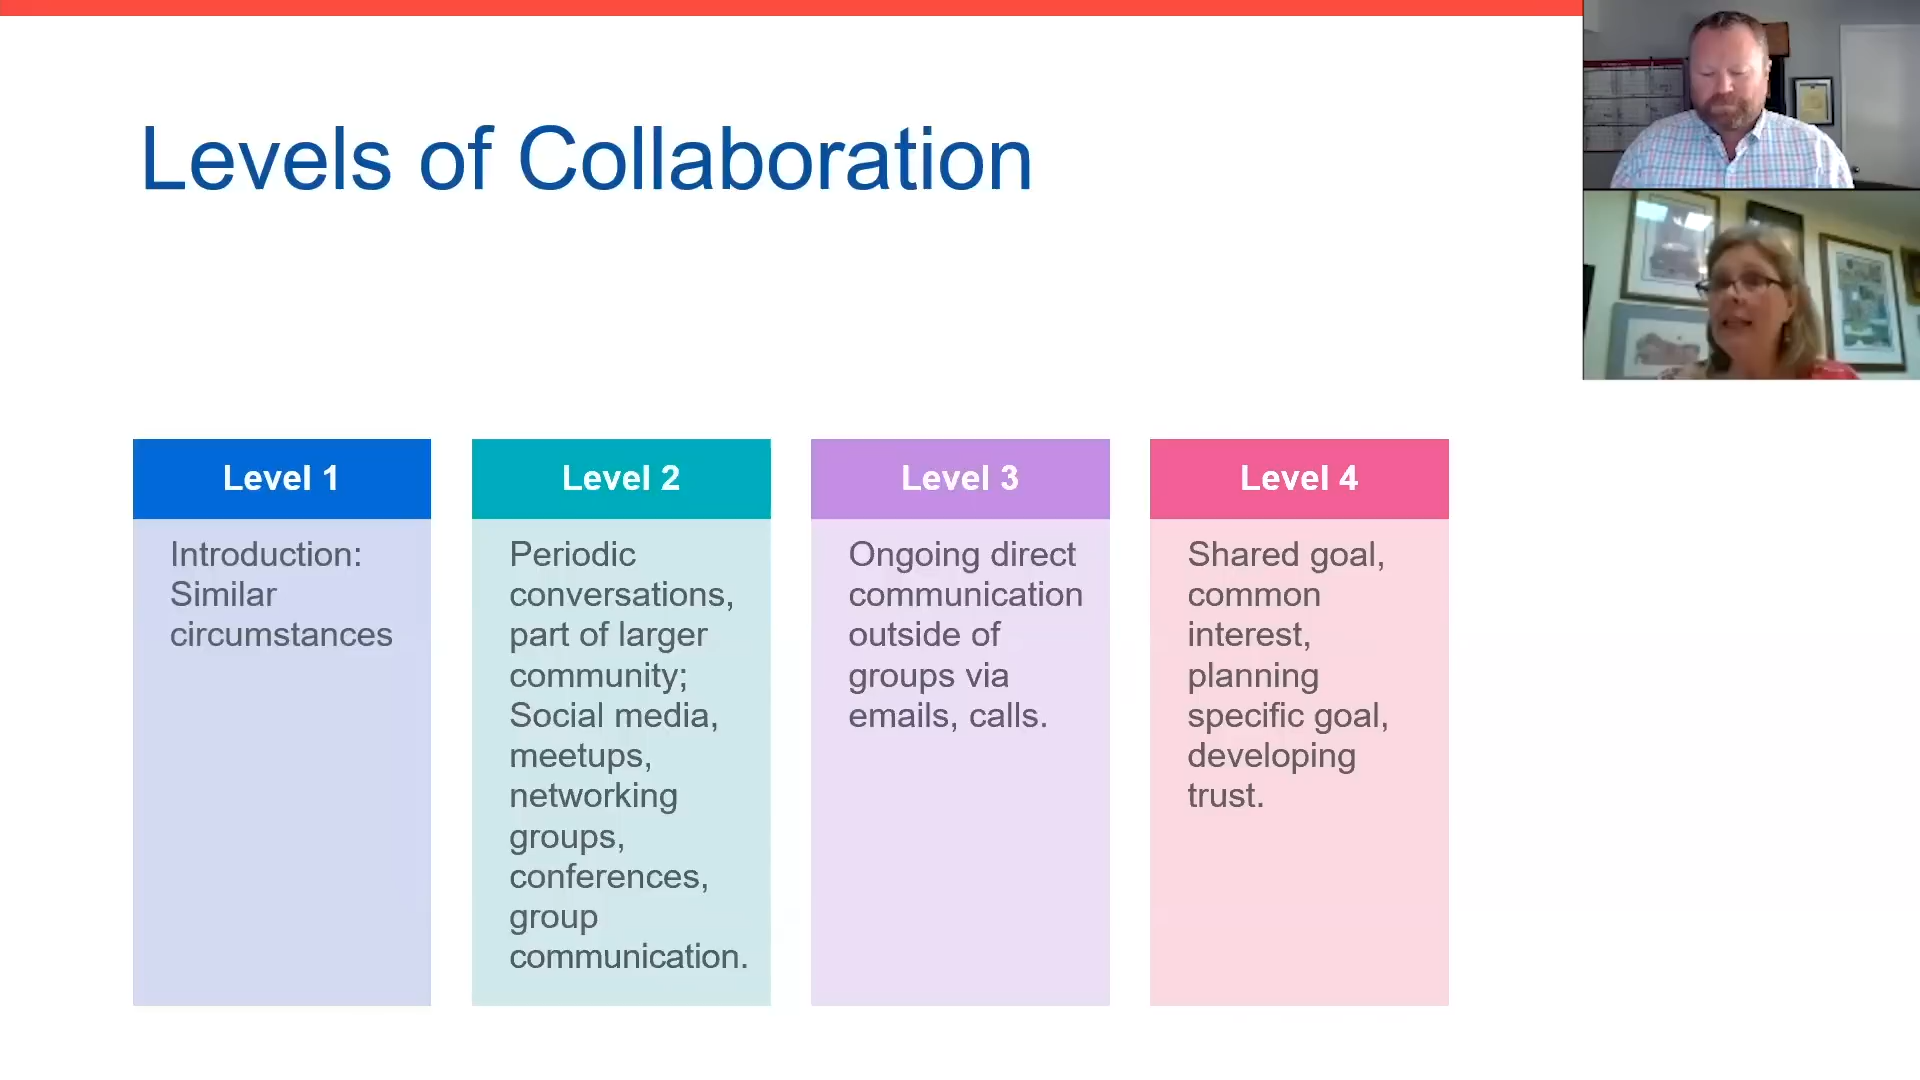 Levels of Collaboration
Level 1
Introduction:
Similar
circumstances
Level 2
Periodic
conversations,
part of larger
community;
Social media,
meetups,
networking
groups,
conferences,
group
communication.
Level 3
Ongoing direct
communication
outside of
groups via
emails, calls.
Level 4
Shared goal,
common
interest,
planning
specific goal,
developing
trust.